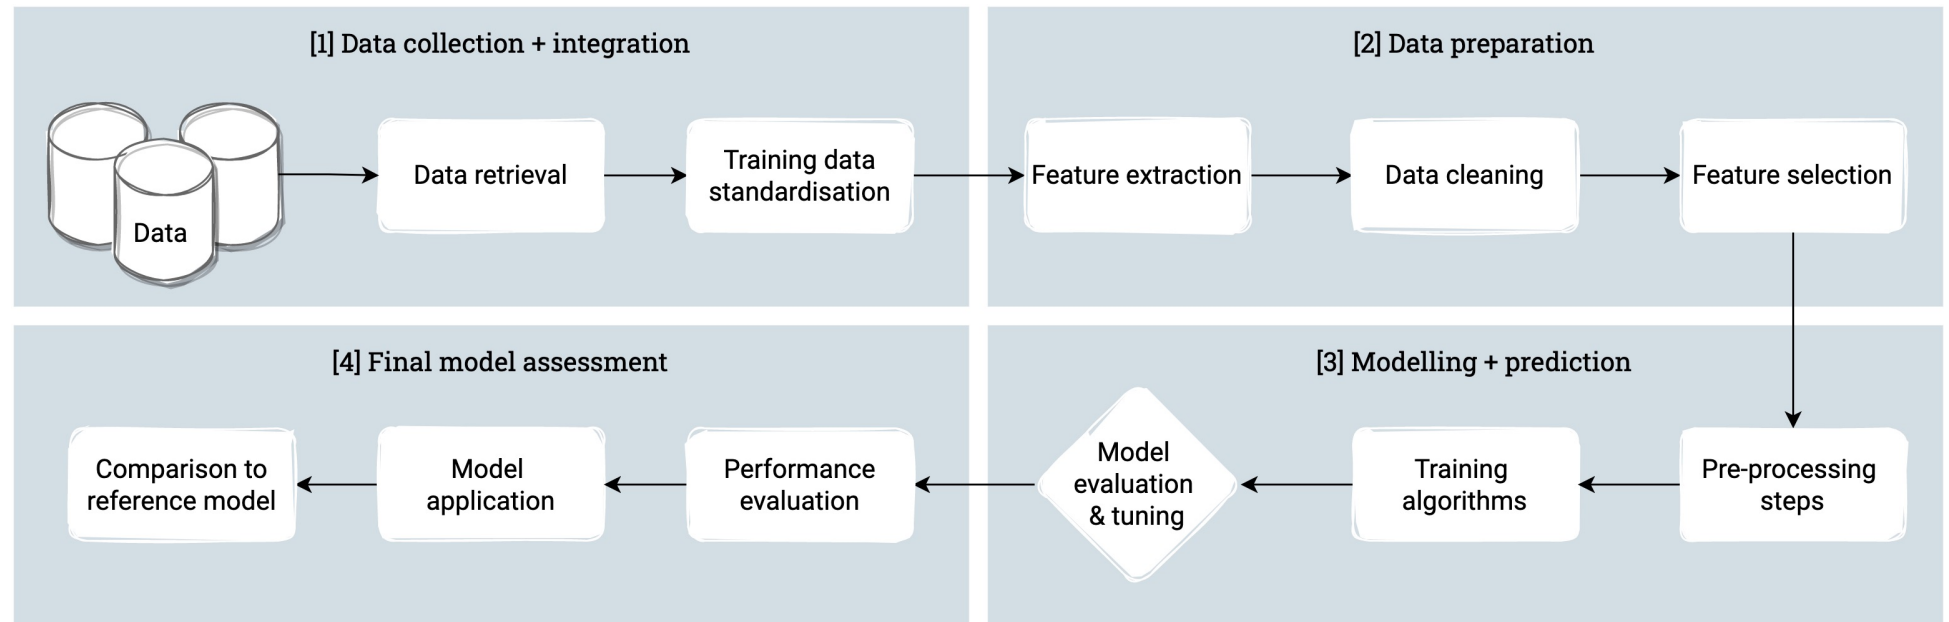 [1] Data collection + integration
Data
Data retrieval
Training data
standardisation
[2] Data preparation
Feature extraction
Data cleaning
Feature selection
[3] Modelling + prediction
Pre-processing
steps
Training
algorithms
Model
evaluation
& tuning
[4] Final model assessment
Performance
evaluation
Model
application
Comparison to
reference model